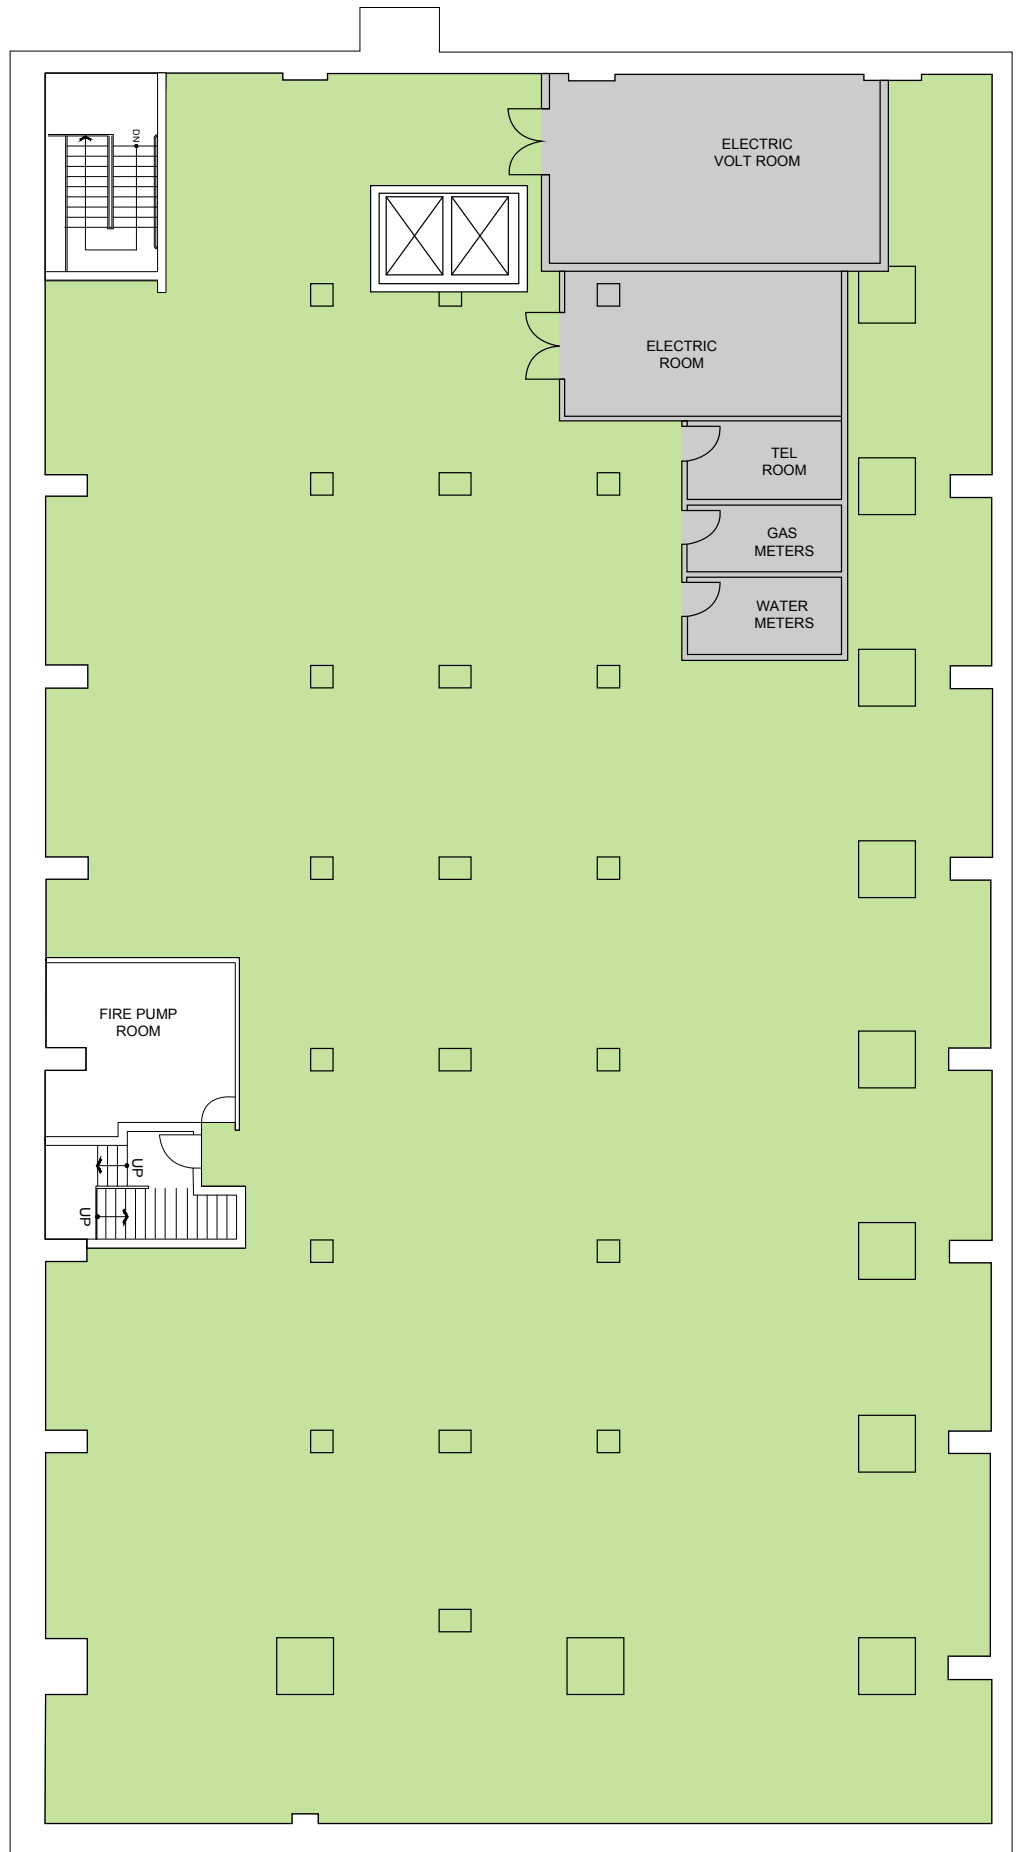 DN
ELECTRIC
VOLT ROOM
ELECTRIC
ROOM
TEL
ROOM
GAS
METERS
WATER
METERS
FIRE PUMP
ROOM
UP
UP